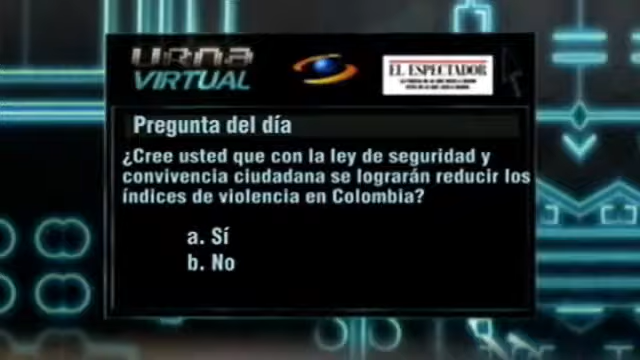 URNA
VIRTUAL
EL ESPECTADOR
Pregunta del día
¿Cree usted que con la ley de seguridad y
convivencia ciudadana se lograrán reducir los
índices de violencia en Colombia?
a. Sí
b. No